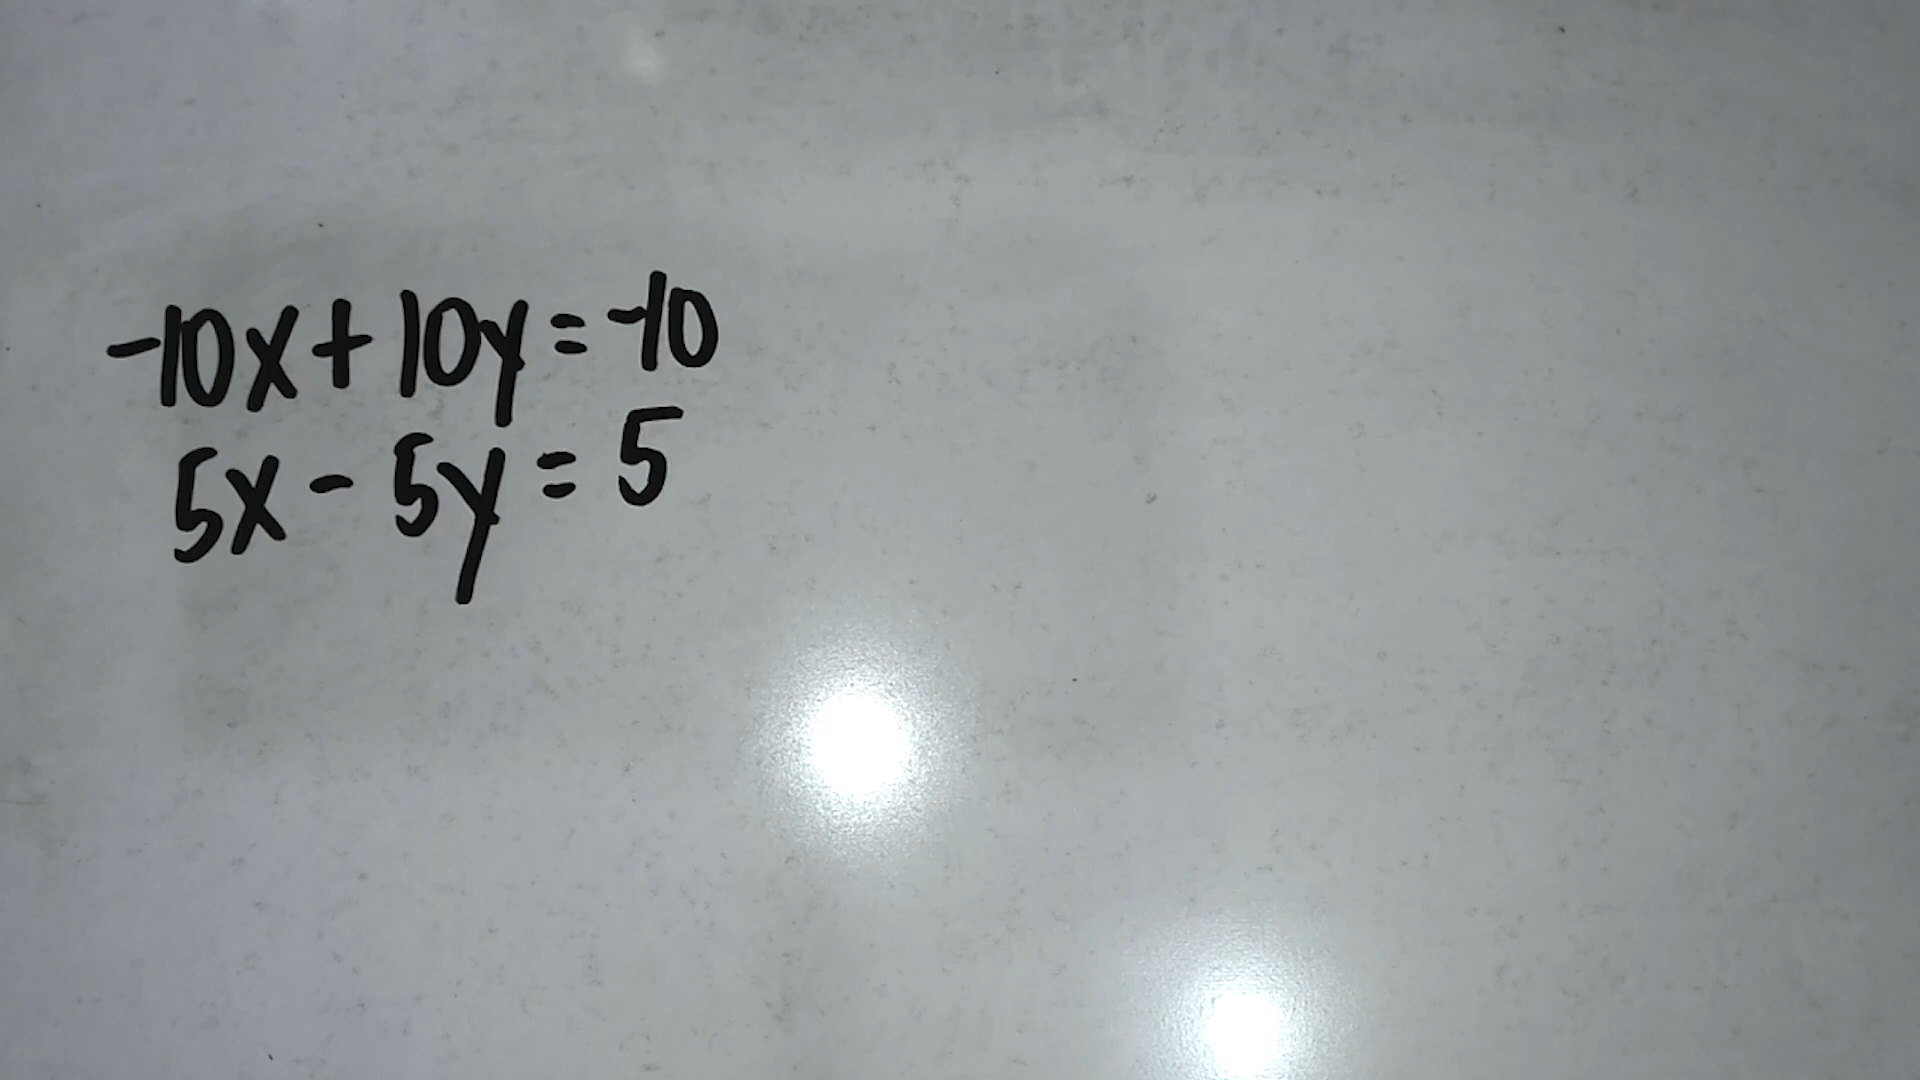 -10x + 10y = -10
5x - 5y = 5